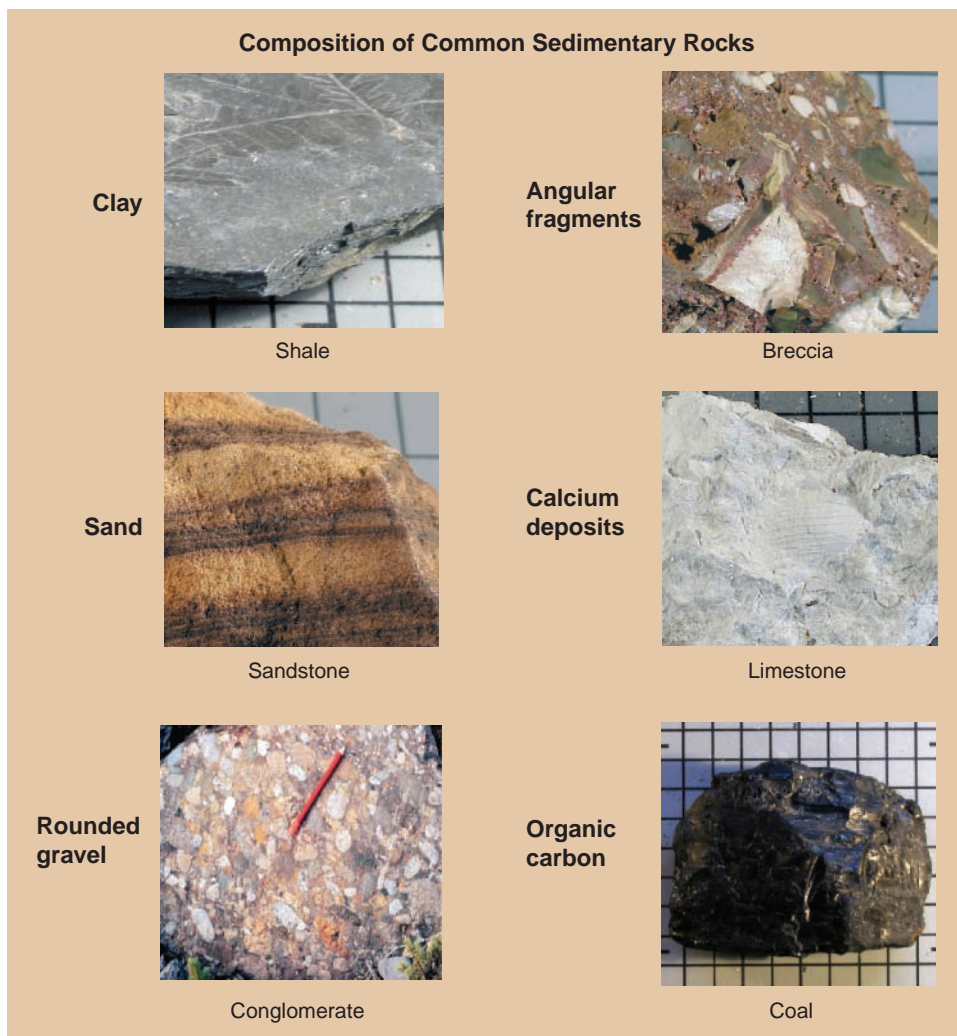 Composition of Common Sedimentary Rocks
Clay
Shale
Angular
fragments
Breccia
Sand
Sandstone
Calcium
deposits
Limestone
Rounded
gravel
Conglomerate
Organic
carbon
Coal